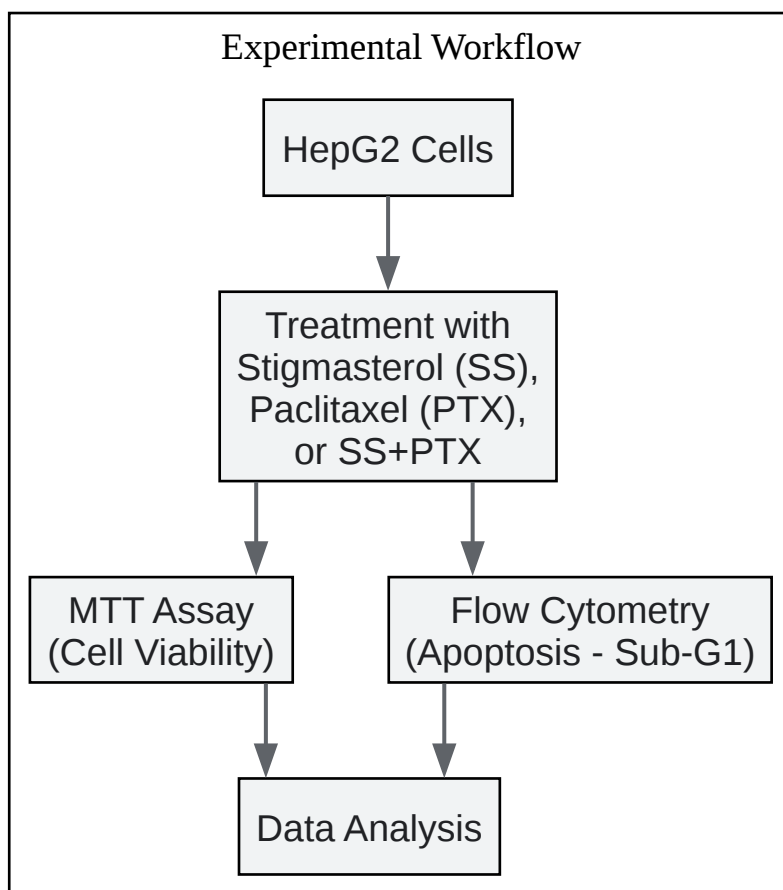 Experimental Workflow
HepG2 Cells
Treatment with
Stigmasterol (SS),
Paclitaxel (PTX),
or SS+PTX
MTT Assay
(Cell Viability)
Flow Cytometry
(Apoptosis - Sub-G1)
Data Analysis